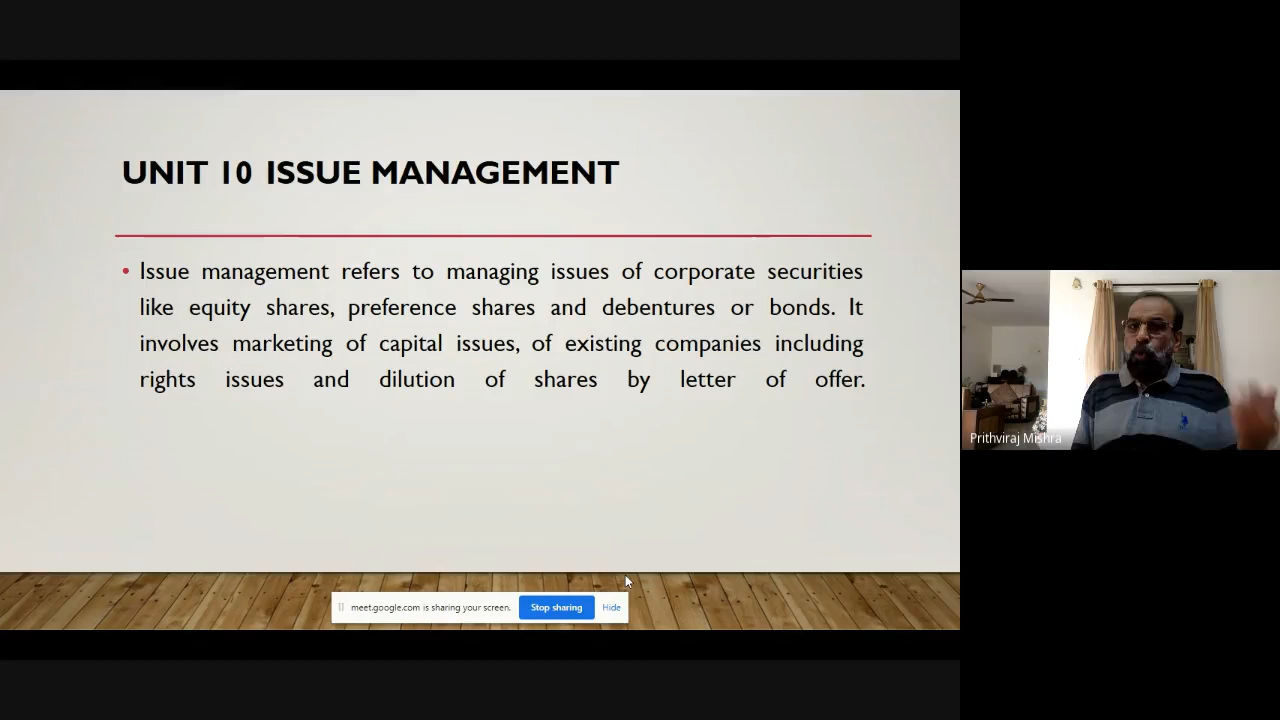 UNIT 10 ISSUE MANAGEMENT
• Issue management refers to managing issues of corporate securities
like equity shares, preference shares and debentures or bonds. It
involves marketing of capital issues, of existing companies including
rights issues and dilution of shares by letter of offer.
Prithviraj Mishra
meet.google.com is sharing your screen. Stop sharing Hide